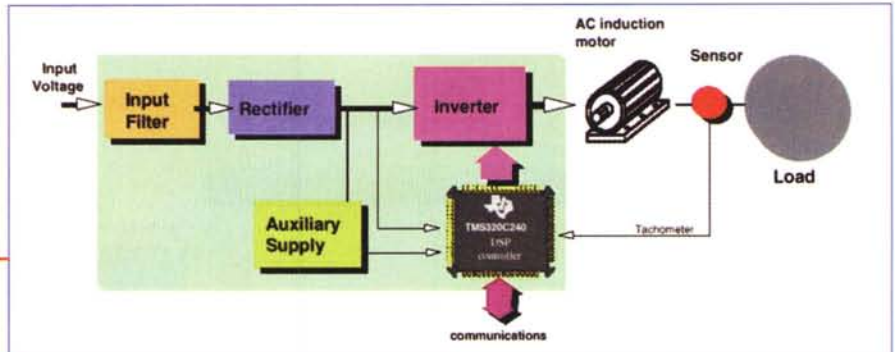 AC induction
motor
Sensor
Input
Voltage
Input
Filter
Rectifier
Inverter
Load
Auxiliary
Supply
TMS320C240
DSP
controller
Tachometer
communications